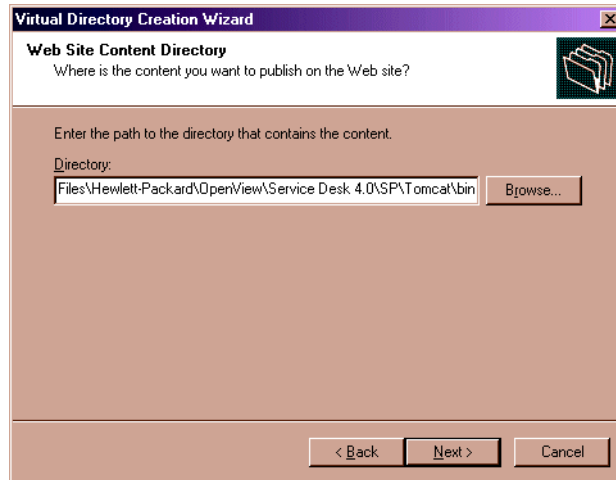 Virtual Directory Creation Wizard
Web Site Content Directory
Where is the content you want to publish on the Web site?
Enter the path to the directory that contains the content.
Directory:
Files\Hewlett-Packard\OpenView\Service Desk 4.0\SP\Tomcat\bin
Browse...
< Back
Next >
Cancel